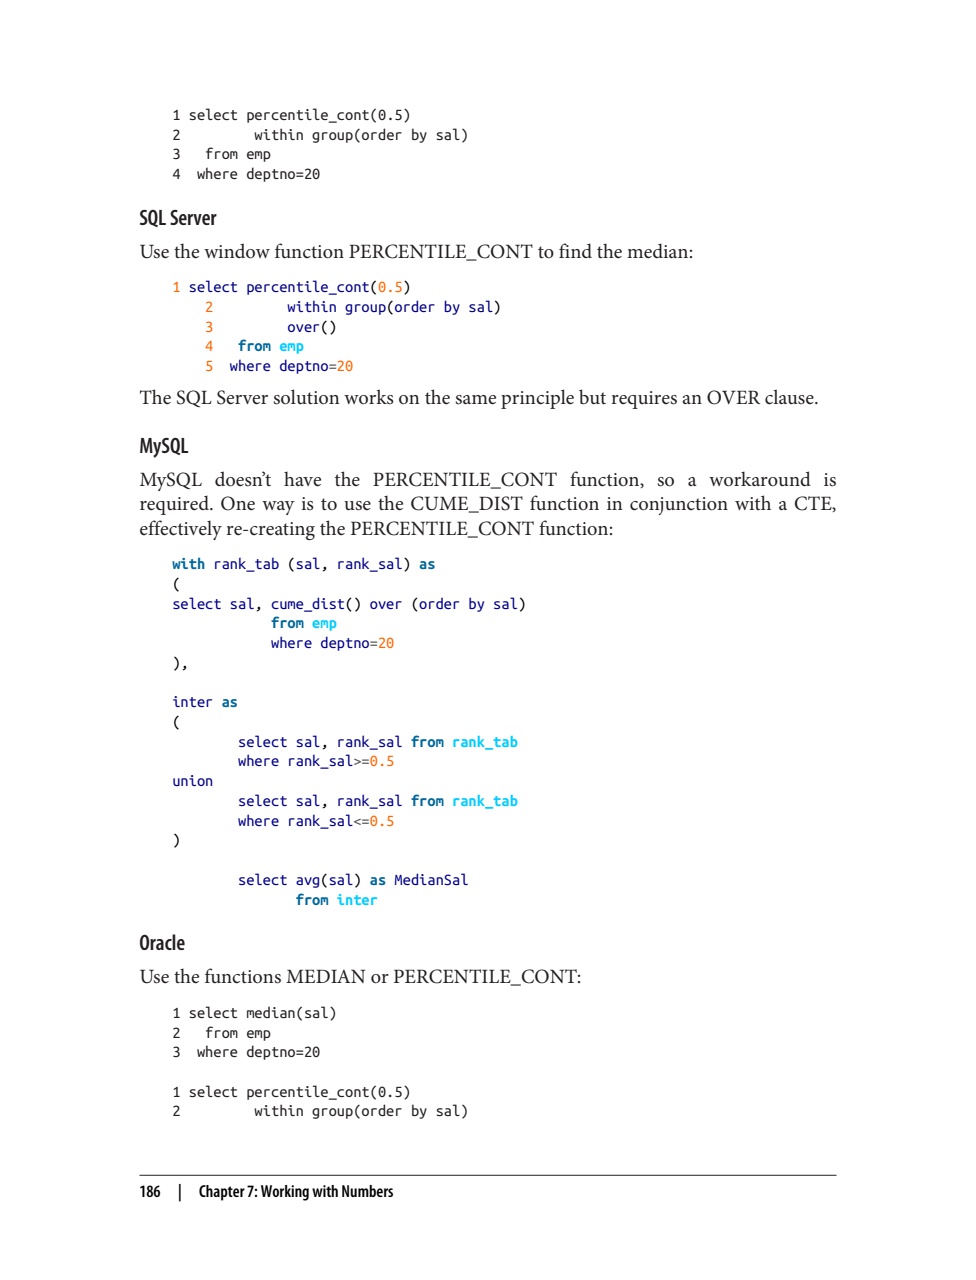 1 select percentile_cont(0.5)
2         within group(order by sal)
3   from emp
4  where deptno=20
SQL Server
Use the window function PERCENTILE_CONT to find the median:
1 select percentile_cont(0.5)
    2         within group(order by sal)
    3         over()
    4   from emp
    5  where deptno=20
The SQL Server solution works on the same principle but requires an OVER clause.
MySQL
MySQL doesn’t have the PERCENTILE_CONT function, so a workaround is
required. One way is to use the CUME_DIST function in conjunction with a CTE,
effectively re-creating the PERCENTILE_CONT function:
with rank_tab (sal, rank_sal) as
(
select sal, cume_dist() over (order by sal)
            from emp
            where deptno=20
),
inter as
(
        select sal, rank_sal from rank_tab
        where rank_sal>=0.5
union
        select sal, rank_sal from rank_tab
        where rank_sal<=0.5
)
        select avg(sal) as MedianSal
               from inter
Oracle
Use the functions MEDIAN or PERCENTILE_CONT:
1 select median(sal)
2   from emp
3  where deptno=20
1 select percentile_cont(0.5)
2         within group(order by sal)
186 | Chapter 7: Working with Numbers